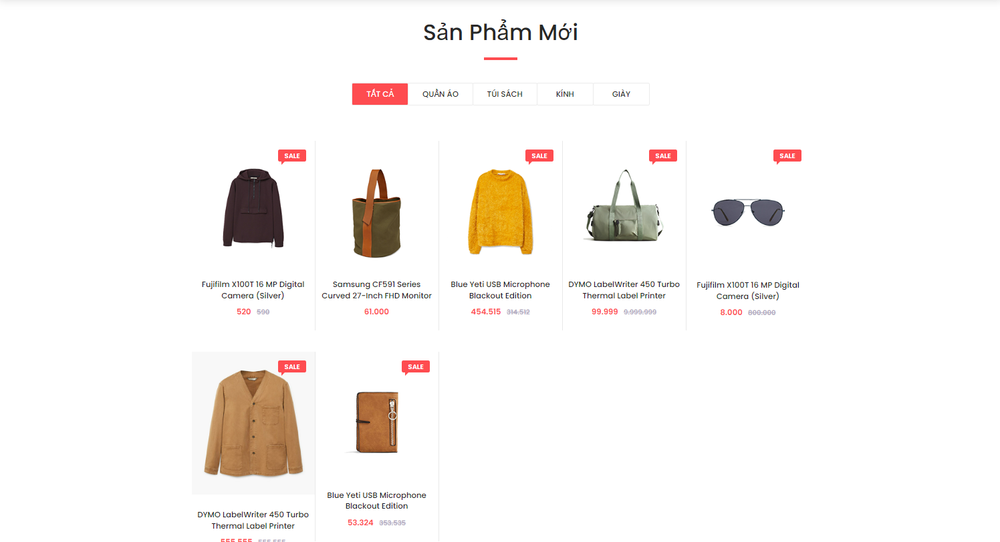 Sản Phẩm Mới
TẤT CẢ QUẦN ÁO TÚI SÁCH KÍNH GIÀY
SALE
SALE
SALE
SALE
Fujifilm X100T 16 MP Digital
Camera (Silver)
520 590
Samsung CF591 Series
Curved 27-Inch FHD Monitor
61.000
Blue Yeti USB Microphone
Blackout Edition
454.515 314.512
DYMO LabelWriter 450 Turbo
Thermal Label Printer
99.999 9.999.999
Fujifilm X100T 16 MP Digital
Camera (Silver)
8.000 800.000
SALE
DYMO LabelWriter 450 Turbo
Thermal Label Printer
555.555 555.555
SALE
Blue Yeti USB Microphone
Blackout Edition
53.324 353.535